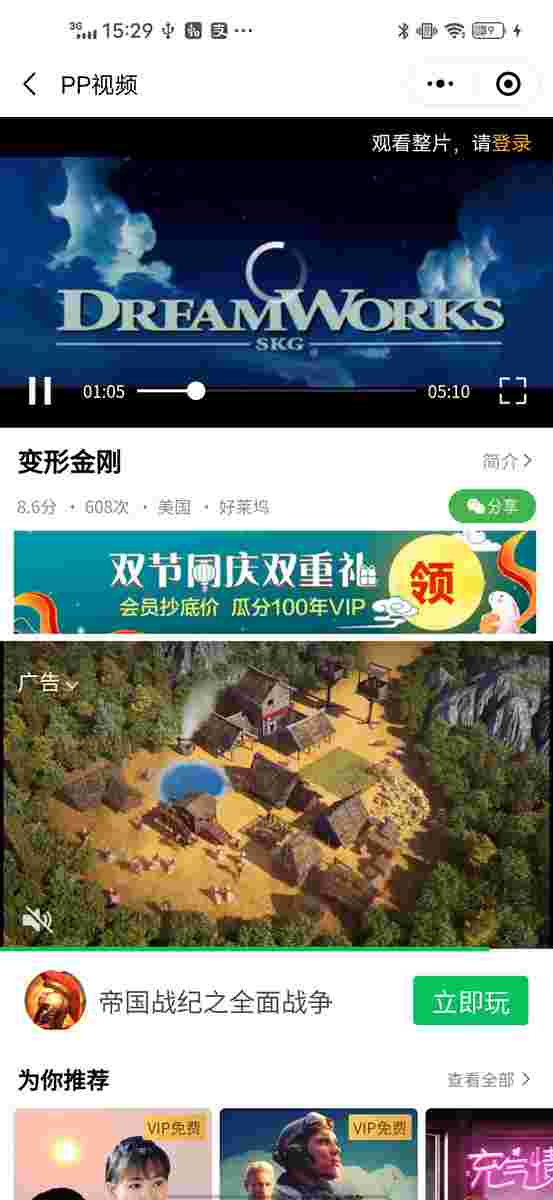 3G 15:29
PP视频
观看整片，请登录
DREAMWORKS
SKG
01:05 05:10
变形金刚 简介
8.6分 · 608次 · 美国 · 好莱坞 分享
双节同庆双重礼 领
会员抄底价 瓜分100年VIP
广告
帝国战纪之全面战争 立即玩
为你推荐 查看全部
VIP免费 VIP免费